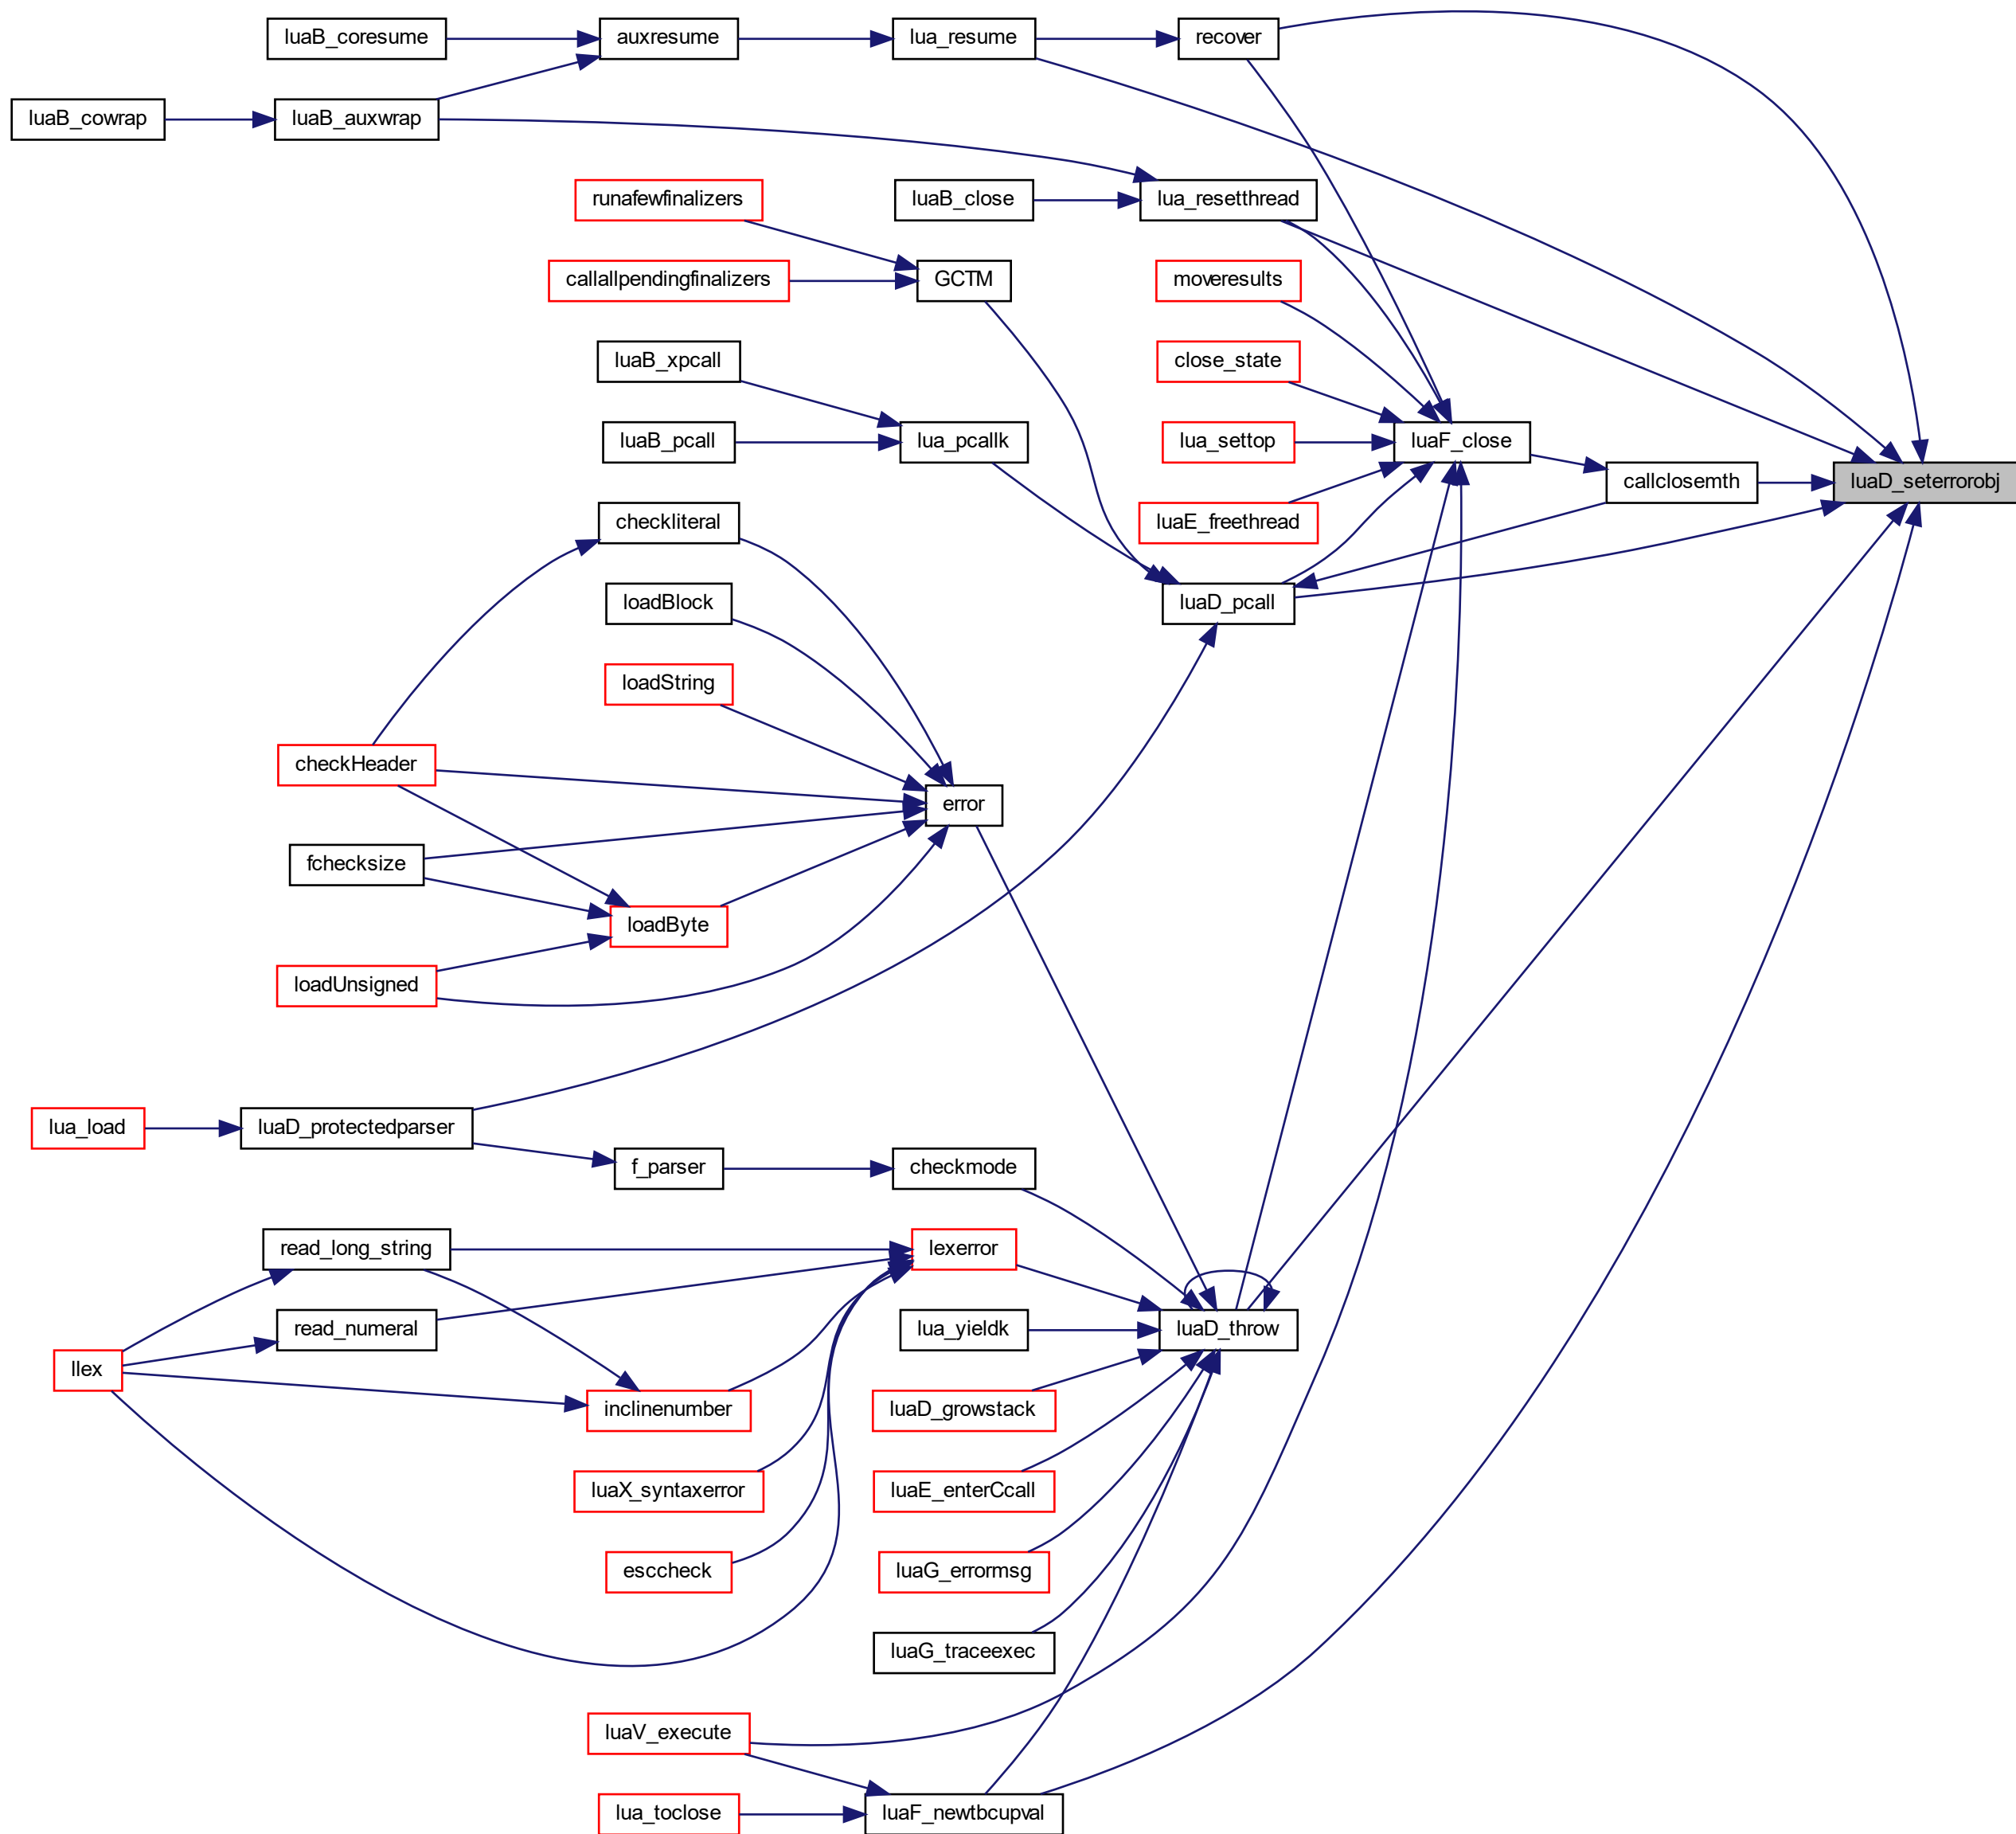 luaB_coresume
auxresume
lua_resume
recover
luaB_cowrap
luaB_auxwrap
runafewfinalizers
luaB_close
lua_resetthread
callallpendingfinalizers
GCTM
moveresults
luaB_xpcall
close_state
luaB_pcall
lua_pcallk
lua_settop
luaF_close
callclosemth
luaD_seterrorobj
checkliteral
luaE_freethread
loadBlock
luaD_pcall
loadString
checkHeader
error
fchecksize
loadByte
loadUnsigned
lua_load
luaD_protectedparser
f_parser
checkmode
read_long_string
lexerror
read_numeral
lua_yieldk
luaD_throw
llex
inclinenumber
luaD_growstack
luaX_syntaxerror
luaE_enterCcall
esccheck
luaG_errormsg
luaG_traceexec
luaV_execute
lua_toclose
luaF_newtbcupval